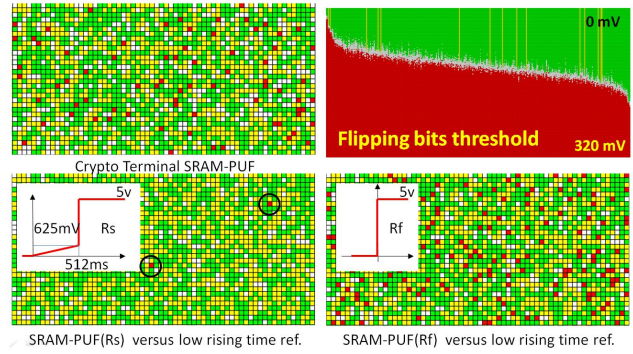 0 mV
Flipping bits threshold
320 mV
Crypto Terminal SRAM-PUF
5v
625mV
Rs
512ms
5v
Rf
SRAM-PUF(Rs) versus low rising time ref.
SRAM-PUF(Rf) versus low rising time ref.